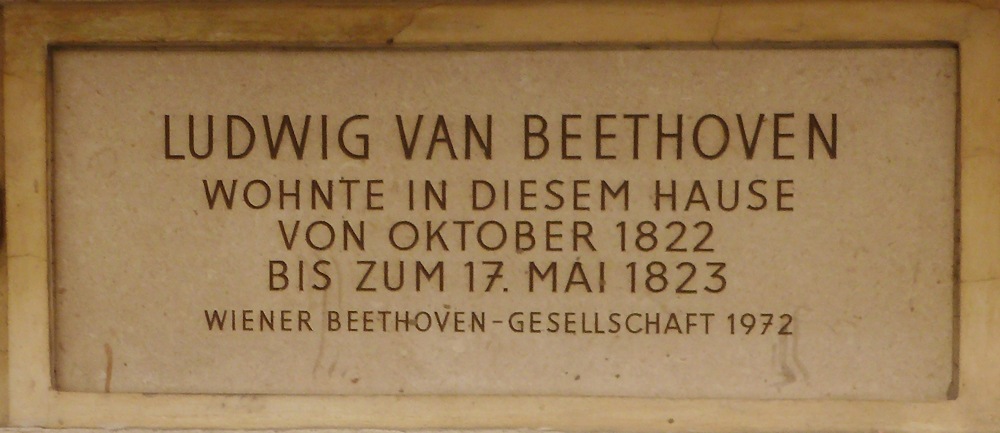 LUDWIG VAN BEETHOVEN
WOHNTE IN DIESEM HAUSE
VON OKTOBER 1822
BIS ZUM 17. MAI 1823
WIENER BEETHOVEN-GESELLSCHAFT 1972